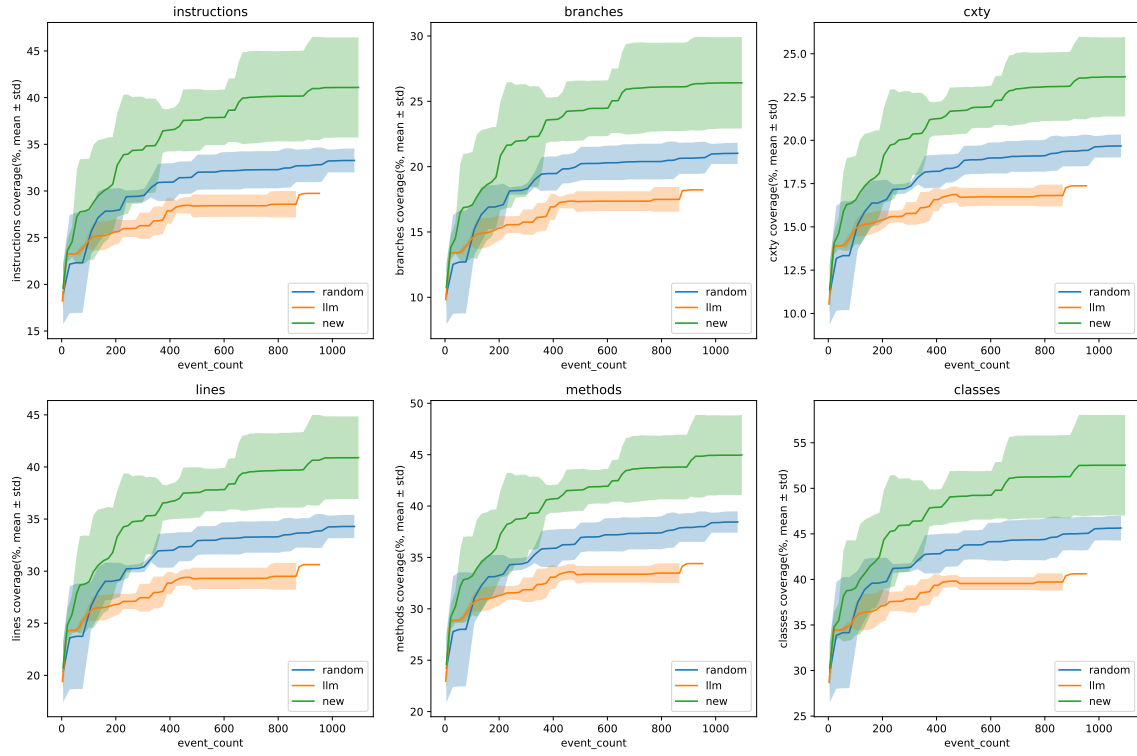 instructions
instructions coverage(%, mean ± std)
45
40
35
30
25
20
15
0 200 400 600 800 1000
event_count
random
llm
new
branches
branches coverage(%, mean ± std)
30
25
20
15
10
0 200 400 600 800 1000
event_count
random
llm
new
cxty
cxty coverage(%, mean ± std)
25.0
22.5
20.0
17.5
15.0
12.5
10.0
0 200 400 600 800 1000
event_count
random
llm
new
lines
lines coverage(%, mean ± std)
45
40
35
30
25
20
0 200 400 600 800 1000
event_count
random
llm
new
methods
methods coverage(%, mean ± std)
50
45
40
35
30
25
20
0 200 400 600 800 1000
event_count
random
llm
new
classes
classes coverage(%, mean ± std)
55
50
45
40
35
30
25
0 200 400 600 800 1000
event_count
random
llm
new